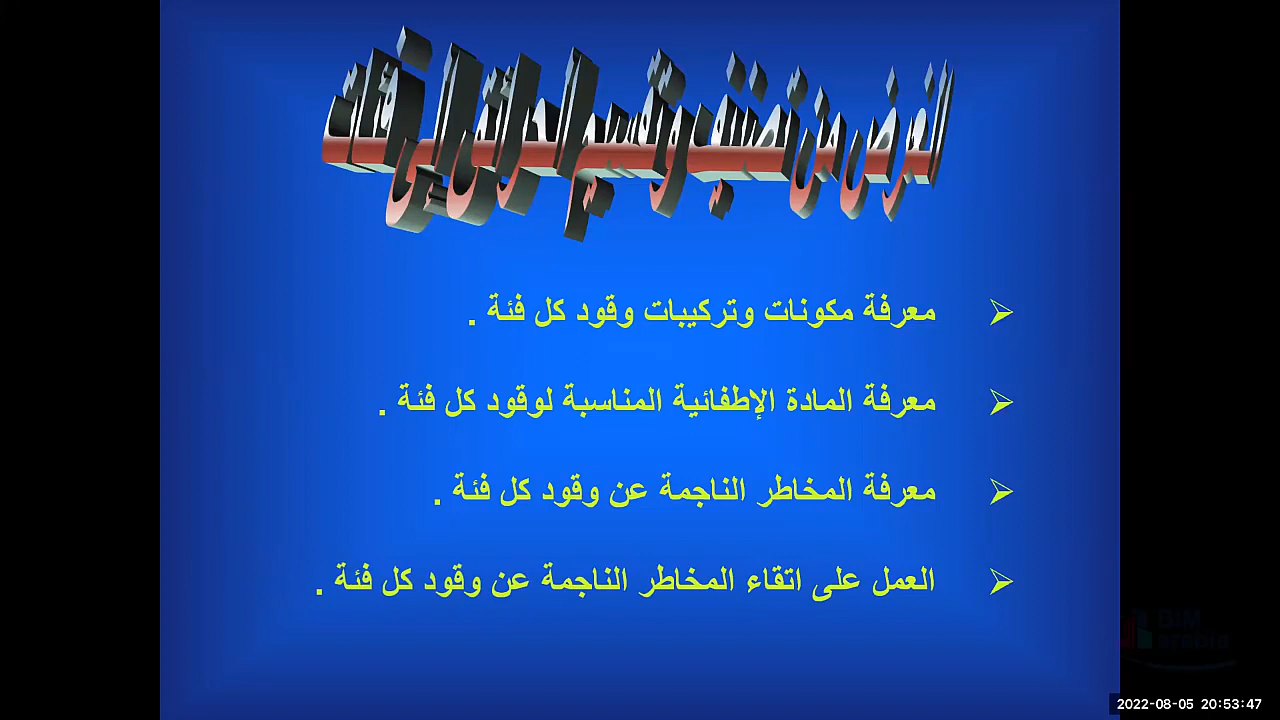 الغرض من تصنيف وتقسيم الحرائق إلى فئات
معرفة مكونات وتركيبات وقود كل فئة .
معرفة المادة الإطفائية المناسبة لوقود كل فئة .
معرفة المخاطر الناجمة عن وقود كل فئة .
العمل على اتقاء المخاطر الناجمة عن وقود كل فئة .
BIM
arabia
2022-08-05 20:53:47